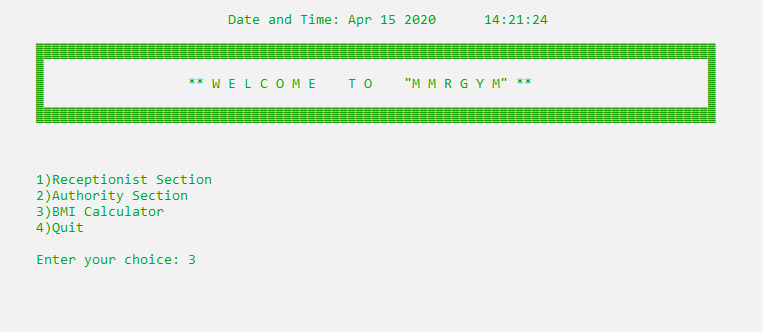 Date and Time: Apr 15 2020 14:21:24
** W E L C O M E T O "M M R G Y M" **
1)Receptionist Section
2)Authority Section
3)BMI Calculator
4)Quit
Enter your choice: 3